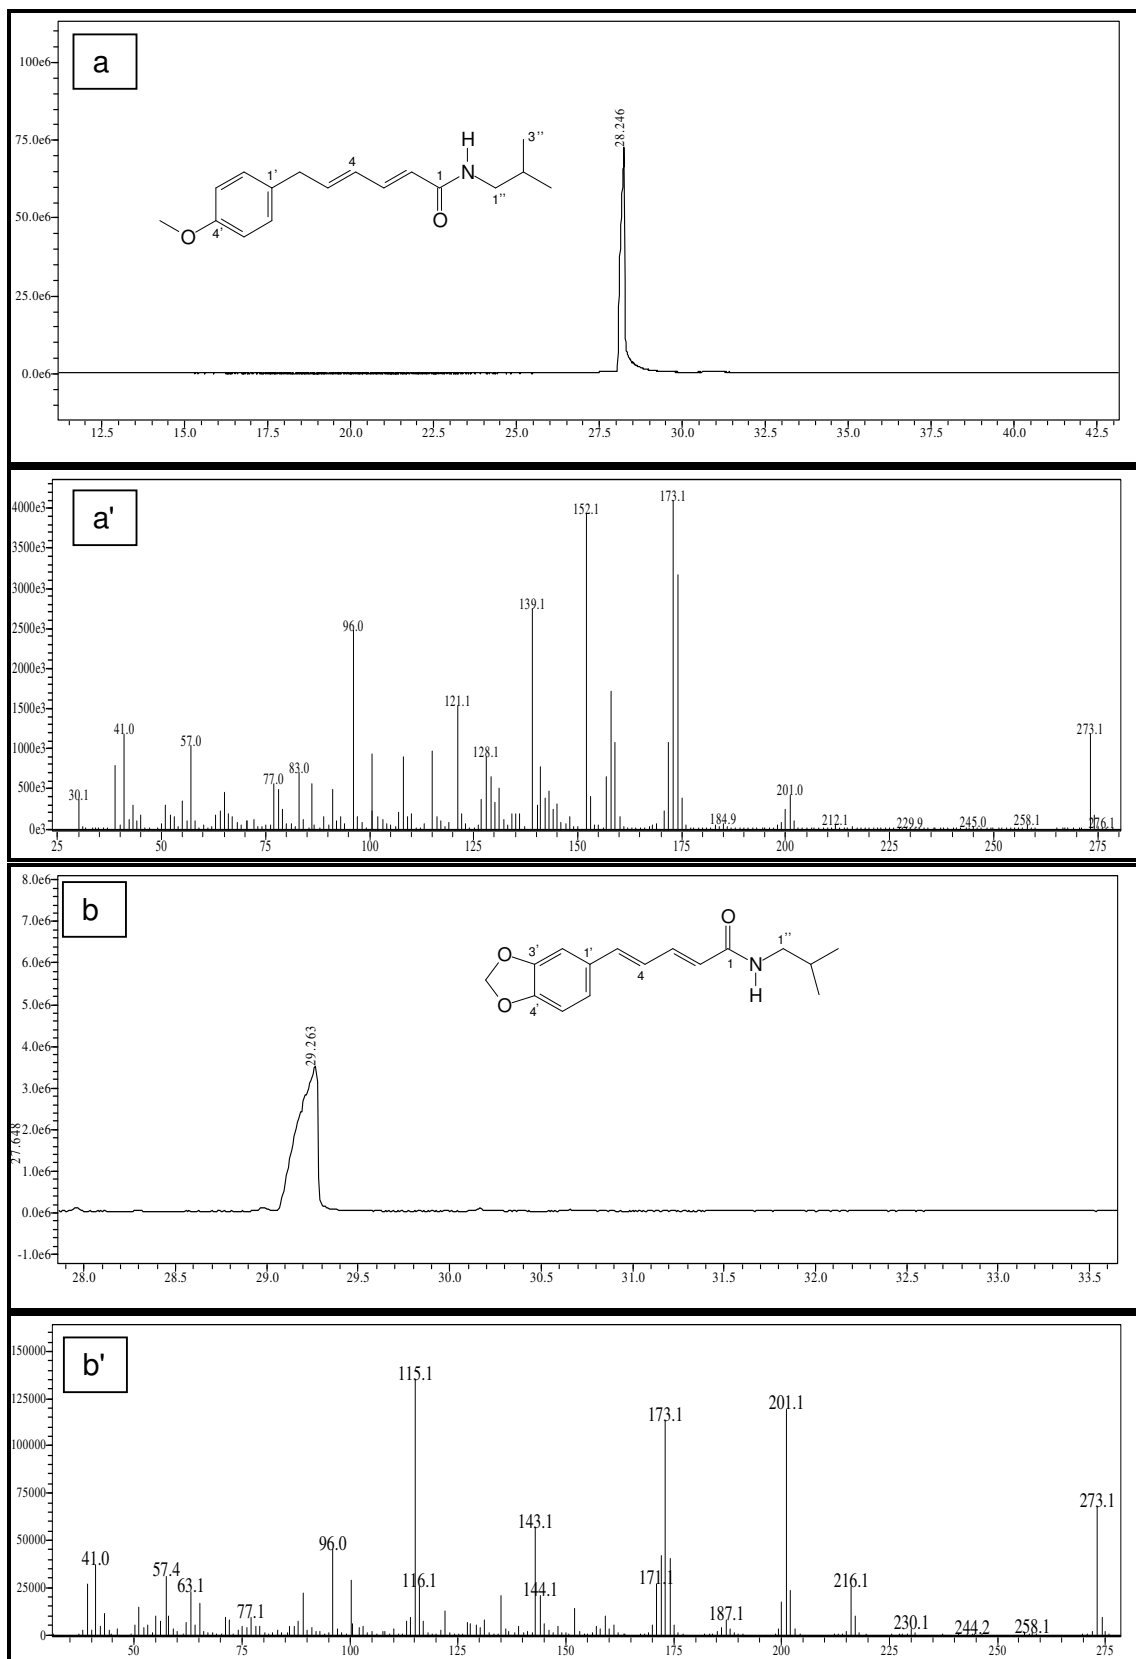 a
100e6
75.0e6
50.0e6
25.0e6
0.0e6
28.246
H
N
3''
1''
1
O
4
1'
4'
O
12.5 15.0 17.5 20.0 22.5 25.0 27.5 30.0 32.5 35.0 37.5 40.0 42.5
a'
4000e3
3500e3
3000e3
2500e3
2000e3
1500e3
1000e3
500e3
0e3
30.1 41.0 57.0 77.0 83.0 96.0 121.1 128.1 139.1 152.1 173.1 184.9 201.0 212.1 229.9 245.0 258.1 273.1 276.1
25 50 75 100 125 150 175 200 225 250 275
b
8.0e6
7.0e6
6.0e6
5.0e6
4.0e6
3.0e6
2.0e6
1.0e6
0.0e6
-1.0e6
27.648
29.263
O
O
3'
4'
1'
4
O
1
N
H
1''
28.0 28.5 29.0 29.5 30.0 30.5 31.0 31.5 32.0 32.5 33.0 33.5
b'
150000
125000
100000
75000
50000
25000
0
41.0 57.4 63.1 77.1 96.0 115.1 116.1 143.1 144.1 171.1 173.1 187.1 201.1 216.1 230.1 244.2 258.1 273.1
50 75 100 125 150 175 200 225 250 275